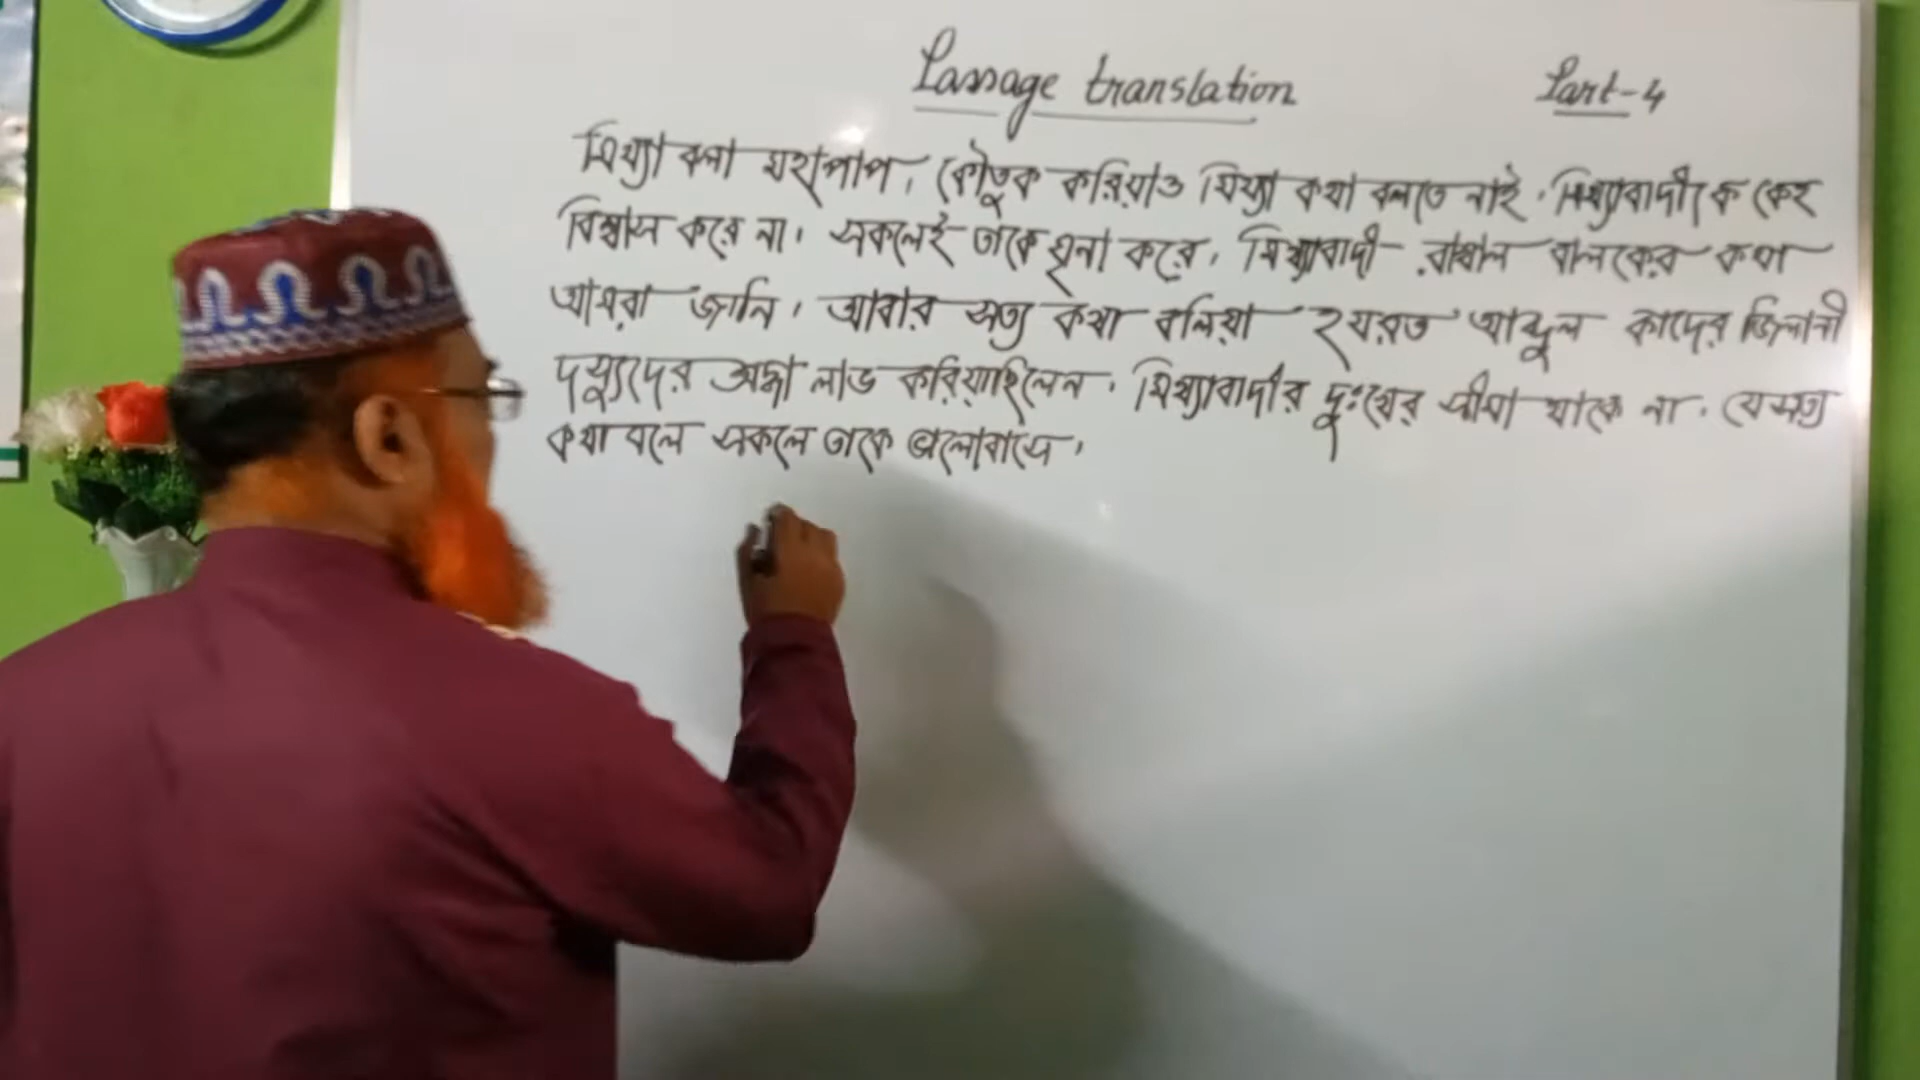 Passage translation Part-4
মিথ্যা বলা মহাপাপ। কৌতুক করিয়াও মিথ্যা কথা বলতে নাই। মিথ্যাবাদীকে কেহ
বিশ্বাস করে না। সকলেই তাকে ঘৃনা করে। মিথ্যাবাদী রাখাল বালকের কথা
আমরা জানি। আবার সত্য কথা বলিয়া হযরত আব্দুল কাদের জিলানী
দস্যুদের শ্রদ্ধা লাভ করিয়াছিলেন। মিথ্যাবাদীর দুঃখের সীমা থাকে না। যে সত্য
কথা বলে সকলে তাকে ভালোবাসে।